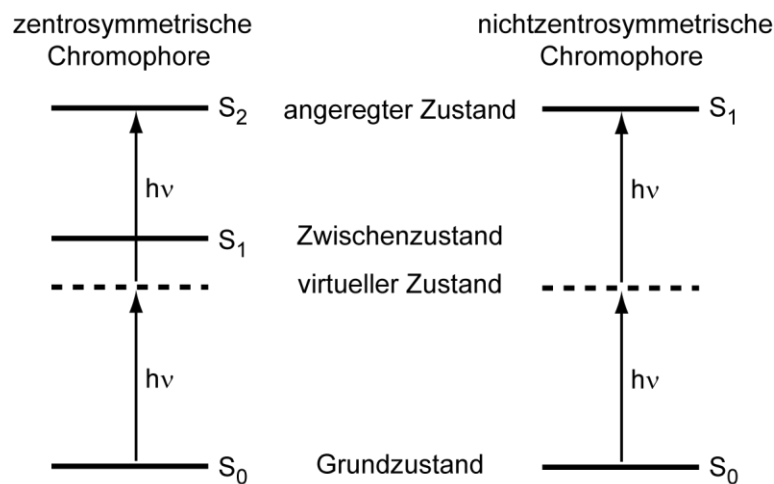 zentrosymmetrische
Chromophore
nichtzentrosymmetrische
Chromophore
S2
angeregter Zustand
S1
hν
hν
Zwischenzustand
S1
virtueller Zustand
hν
hν
Grundzustand
S0
S0